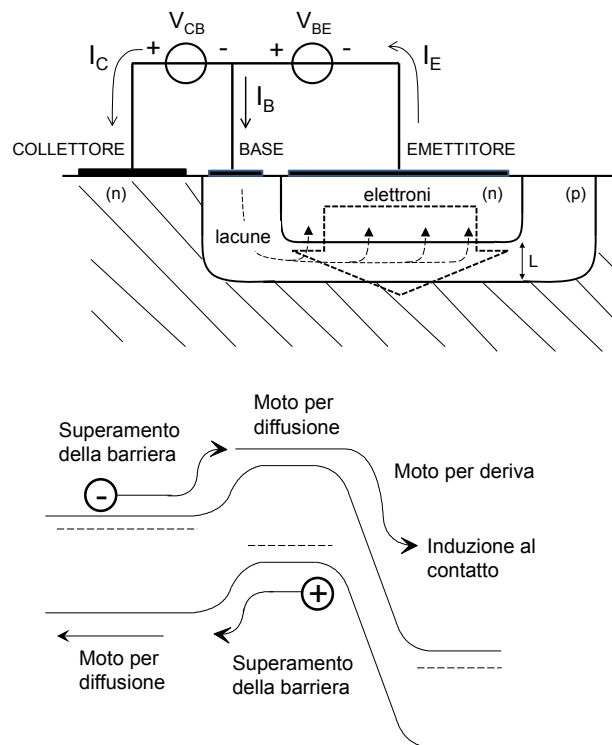 V_CB
V_BE
I_C
+
-
+
-
I_E
I_B
COLLETTORE
BASE
EMETTITORE
(n)
elettroni
(n)
(p)
lacune
L
Moto per
diffusione
Superamento
della barriera
Moto per deriva
-
Induzione al
contatto
+
Moto per
diffusione
Superamento
della barriera